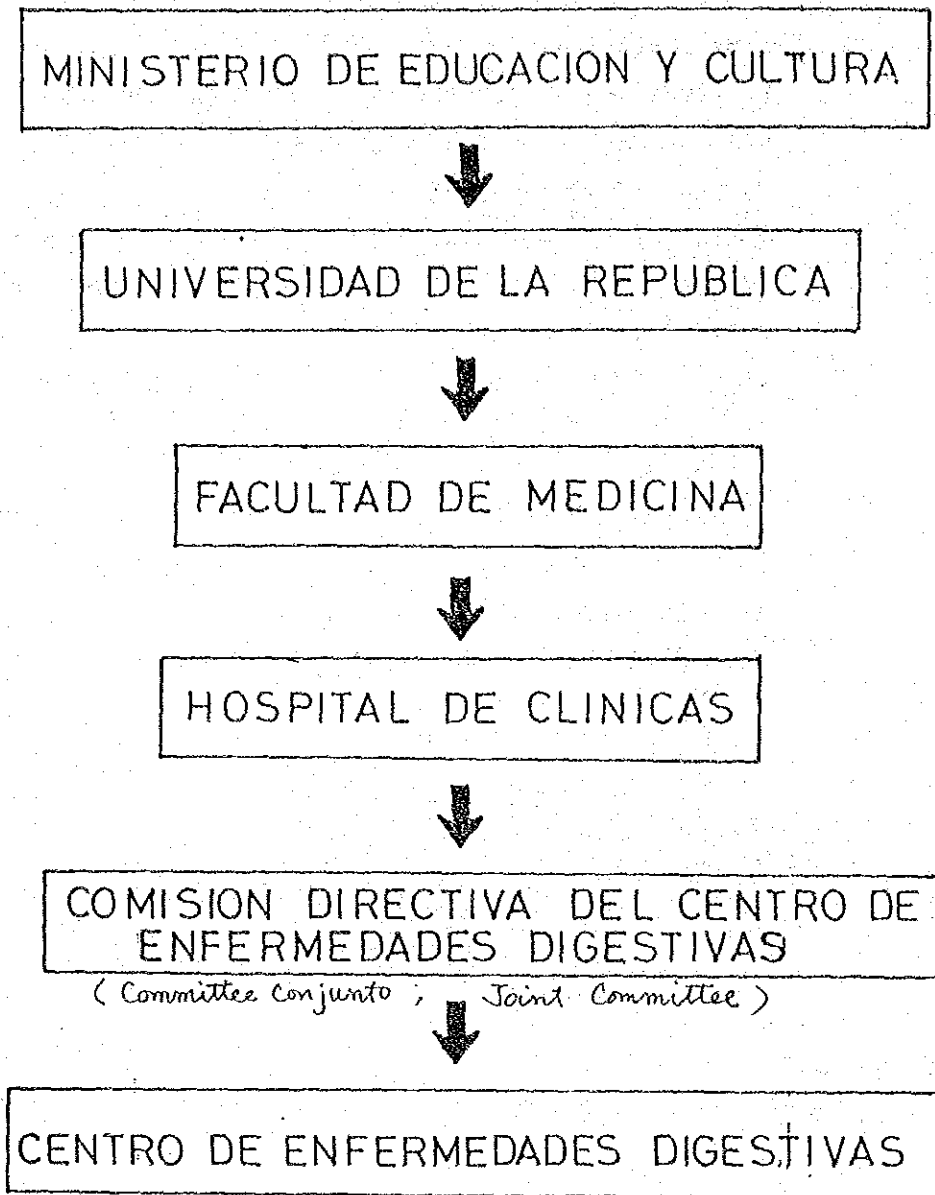 MINISTERIO DE EDUCACION Y CULTURA
UNIVERSIDAD DE LA REPUBLICA
FACULTAD DE MEDICINA
HOSPITAL DE CLINICAS
COMISION DIRECTIVA DEL CENTRO DE
ENFERMEDADES DIGESTIVAS
( Committee Conjunto ; Joint Committee )
CENTRO DE ENFERMEDADES DIGESTIVAS